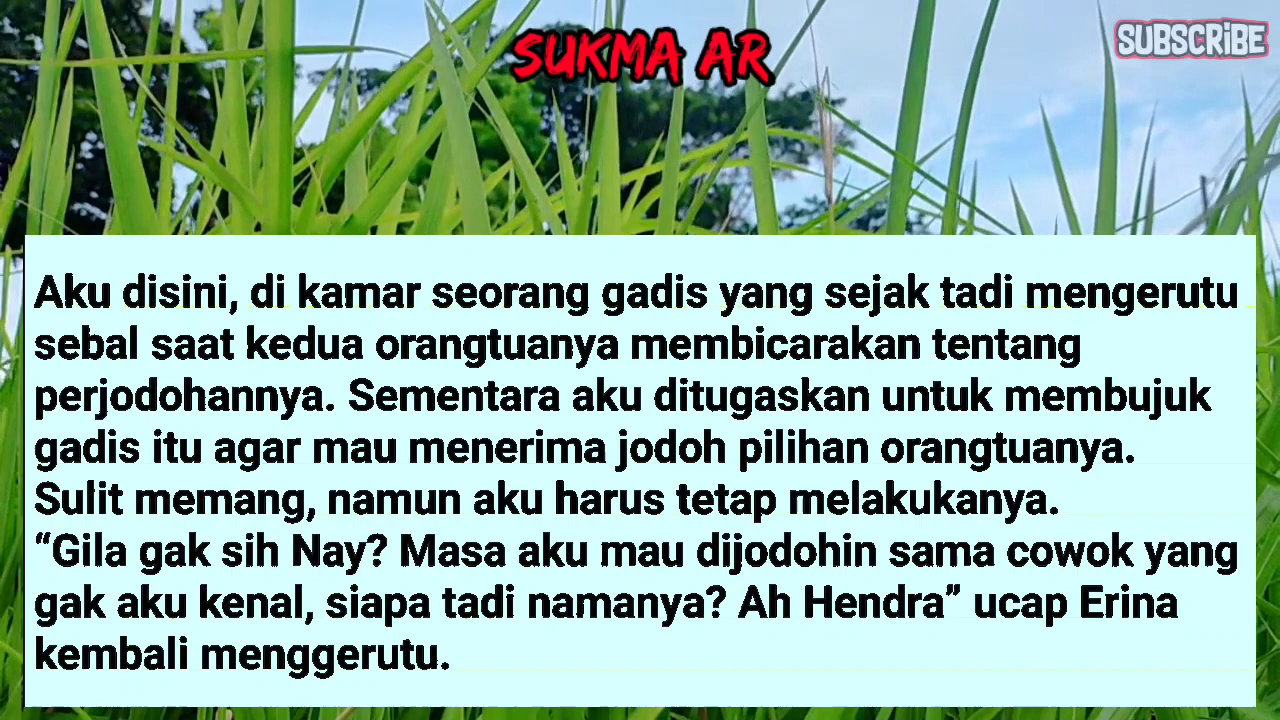 SUKMA AR
SUBSCRIBE
Aku disini, di kamar seorang gadis yang sejak tadi mengerutu
sebal saat kedua orangtuanya membicarakan tentang
perjodohannya. Sementara aku ditugaskan untuk membujuk
gadis itu agar mau menerima jodoh pilihan orangtuanya.
Sulit memang, namun aku harus tetap melakukanya.
“Gila gak sih Nay? Masa aku mau dijodohin sama cowok yang
gak aku kenal, siapa tadi namanya? Ah Hendra” ucap Erina
kembali menggerutu.